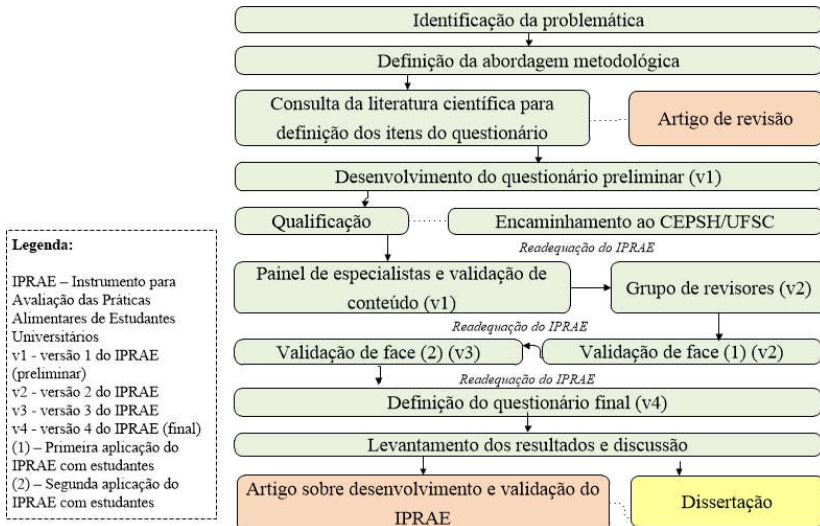 Identificação da problemática
Definição da abordagem metodológica
Consulta da literatura científica para
definição dos itens do questionário
Artigo de revisão
Desenvolvimento do questionário preliminar (v1)
Qualificação
Encaminhamento ao CEPSH/UFSC
Readequação do IPRAE
Painel de especialistas e validação de
conteúdo (v1)
Grupo de revisores (v2)
Readequação do IPRAE
Validação de face (2) (v3)
Validação de face (1) (v2)
Readequação do IPRAE
Definição do questionário final (v4)
Levantamento dos resultados e discussão
Artigo sobre desenvolvimento e validação do
IPRAE
Dissertação
Legenda:
IPRAE – Instrumento para
Avaliação das Práticas
Alimentares de Estudantes
Universitários
v1 - versão 1 do IPRAE
(preliminar)
v2 - versão 2 do IPRAE
v3 - versão 3 do IPRAE
v4 - versão 4 do IPRAE (final)
(1) – Primeira aplicação do
IPRAE com estudantes
(2) – Segunda aplicação do
IPRAE com estudantes